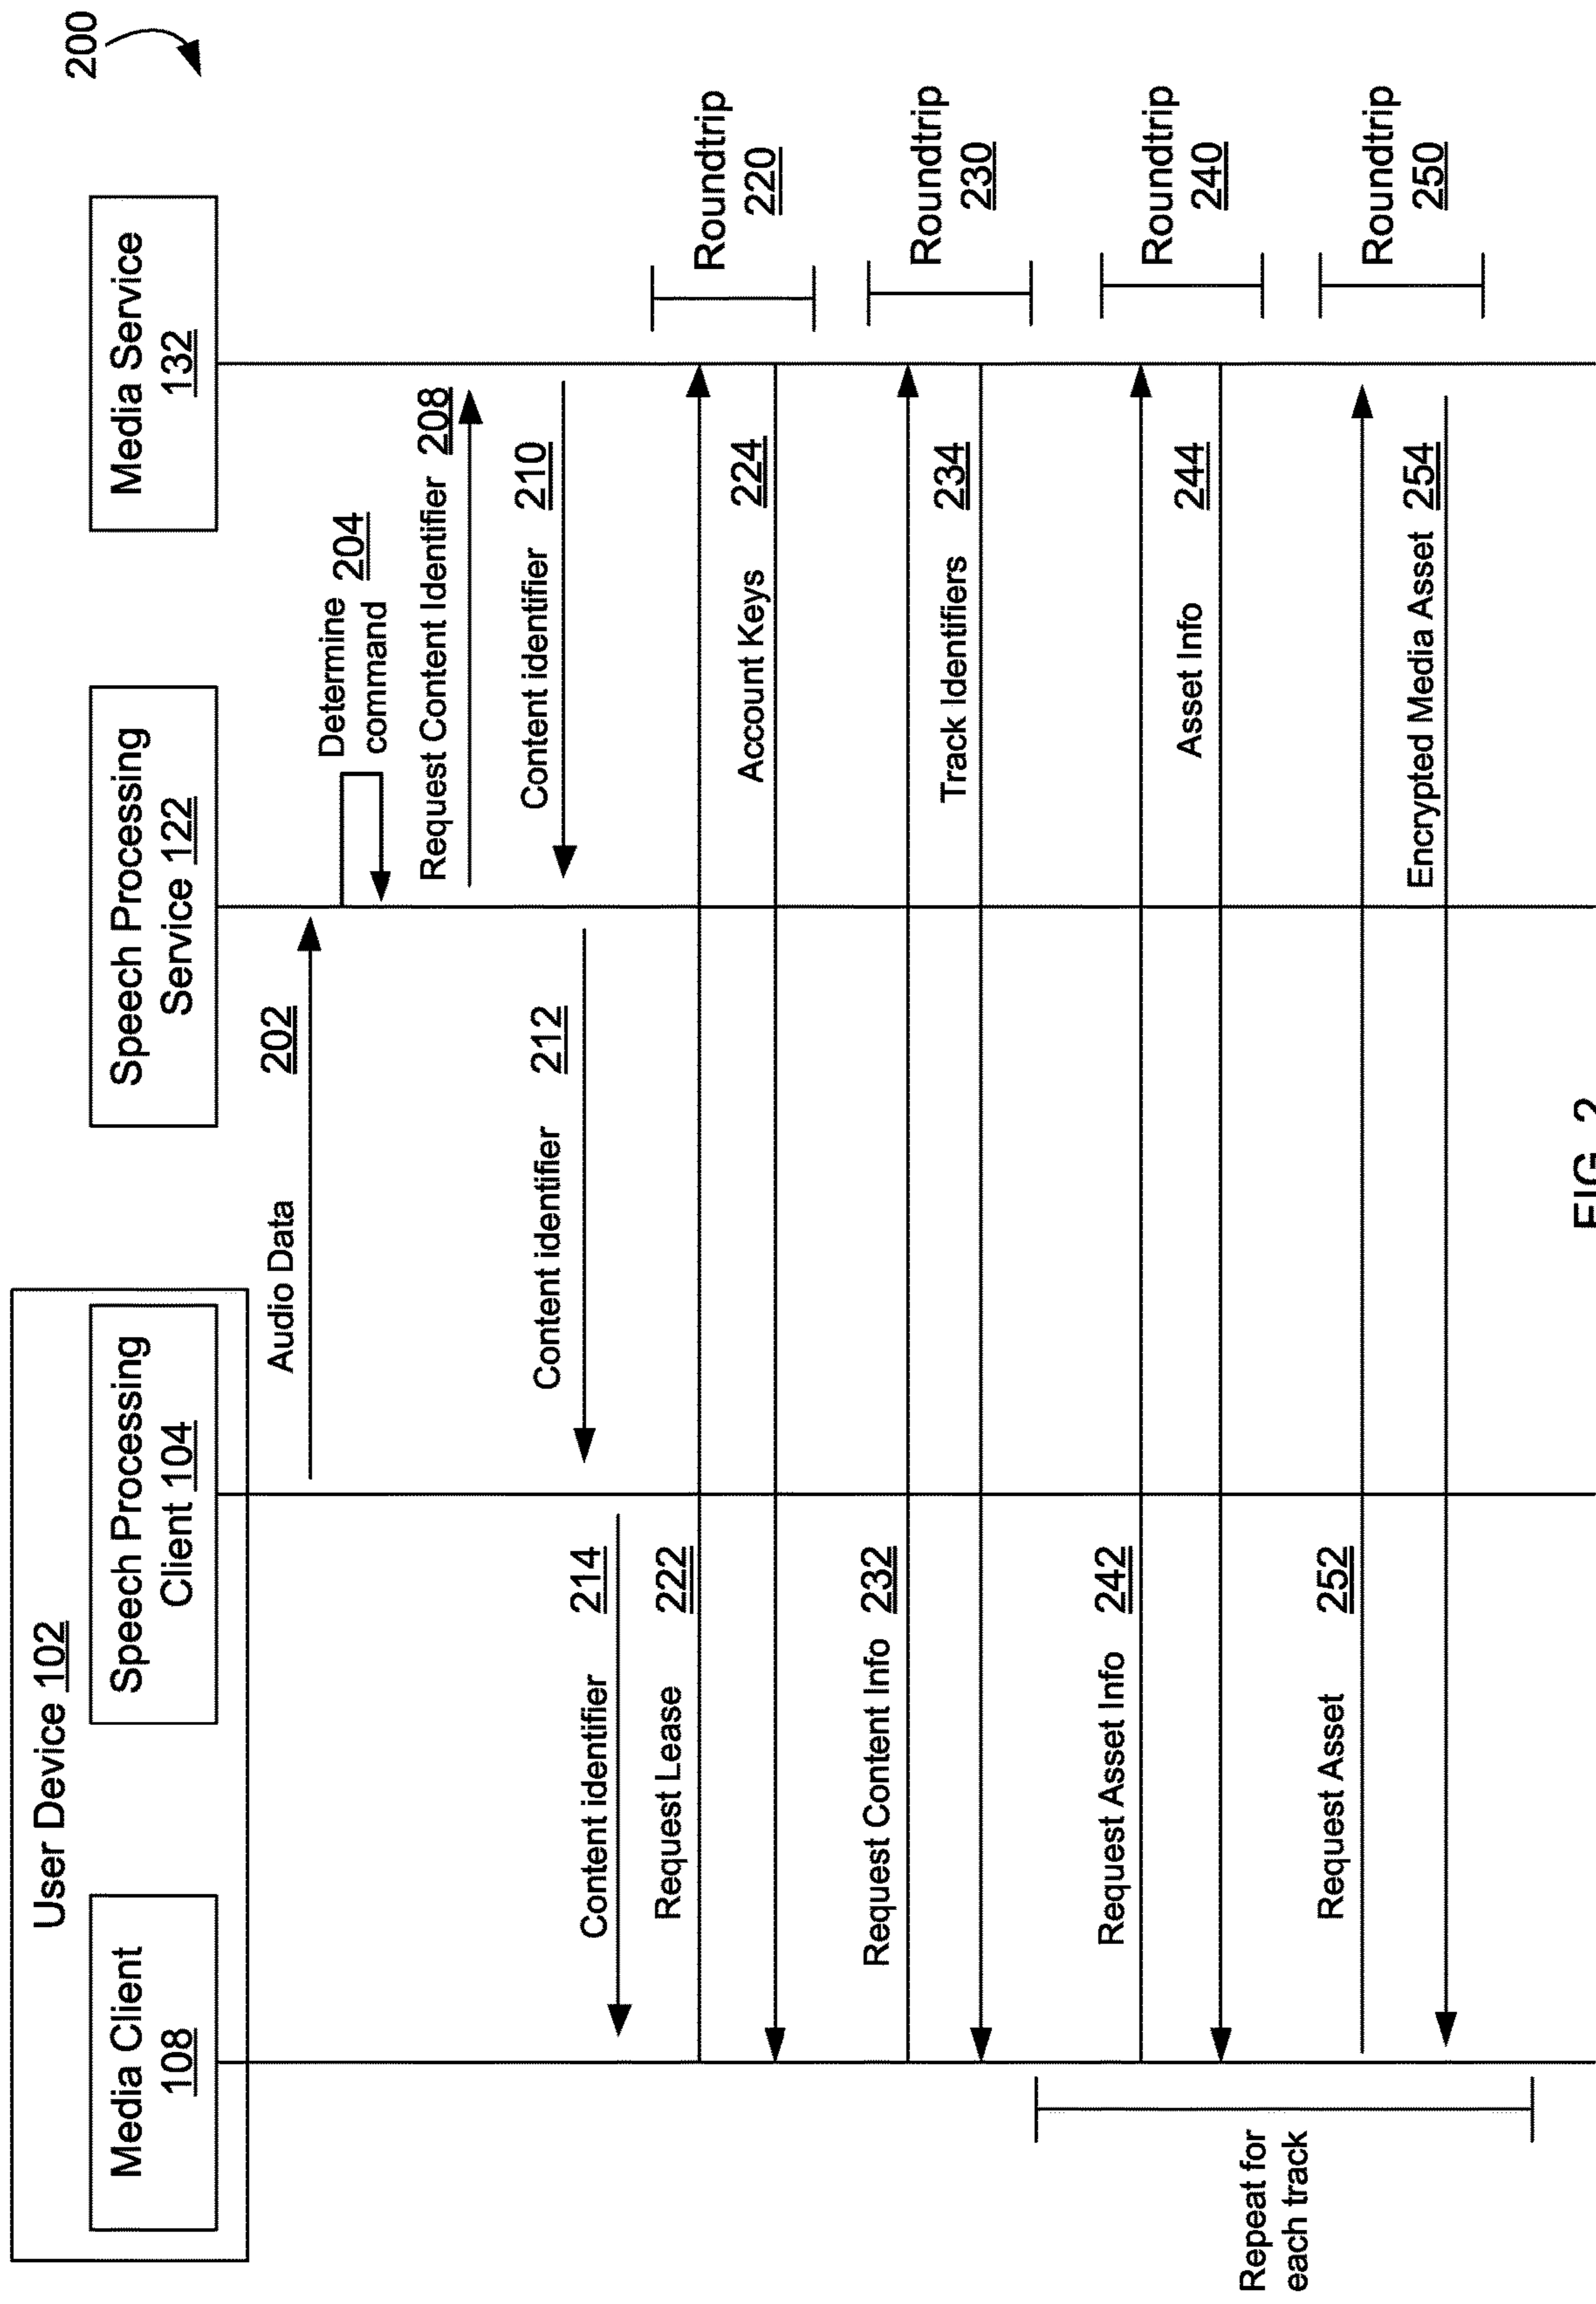 200
User Device 102
Media Client
108
Speech Processing
Client 104
Speech Processing
Service 122
Media Service
132
Audio Data 202
Determine 204
command
Request Content Identifier 208
Content identifier 210
Content identifier 212
Content identifier 214
Request Lease 222
Account Keys 224
Roundtrip
220
Request Content Info 232
Track Identifiers 234
Roundtrip
230
Repeat for
each track
Request Asset Info 242
Asset Info 244
Roundtrip
240
Request Asset 252
Encrypted Media Asset 254
Roundtrip
250
FIG. 2